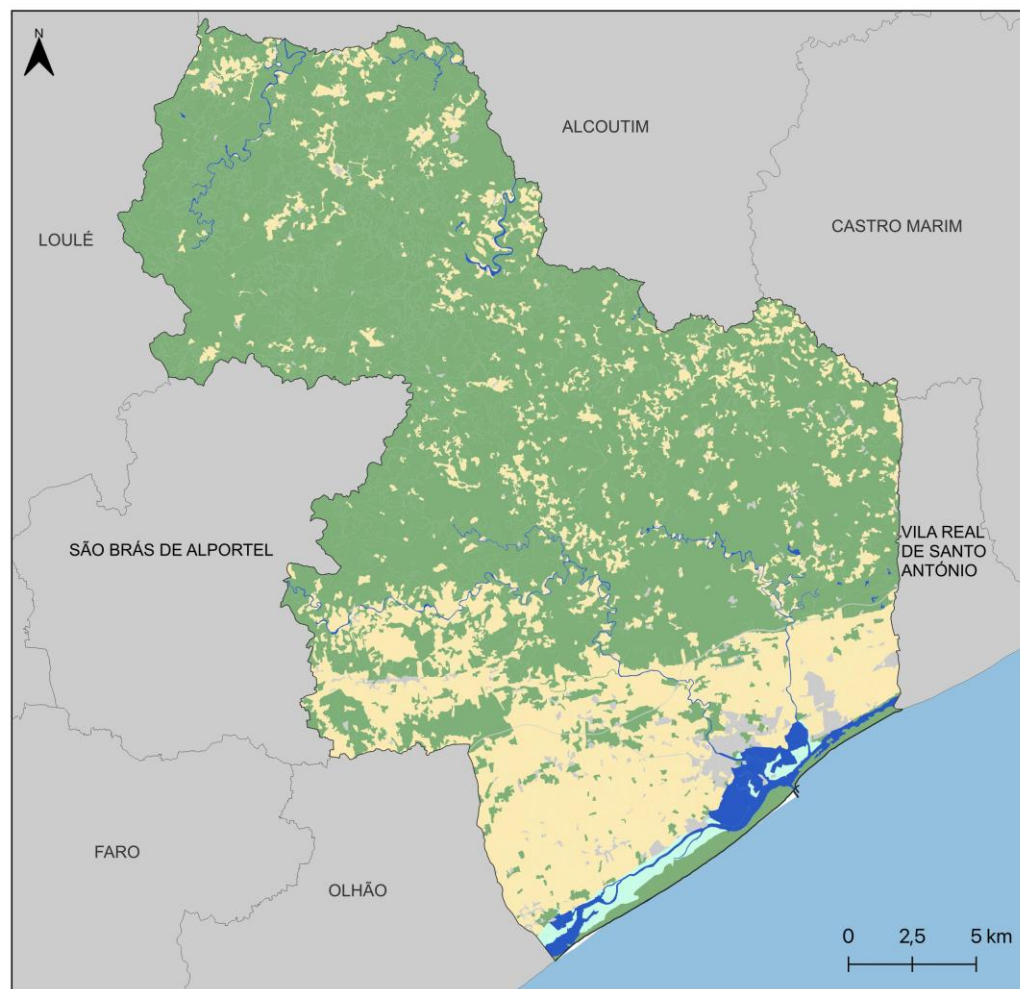 N
ALCOUTIM
CASTRO MARIM
LOULÉ
SÃO BRÁS DE ALPORTEL
VILA REAL
DE SANTO
ANTÓNIO
FARO
OLHÃO
0 2,5 5 km